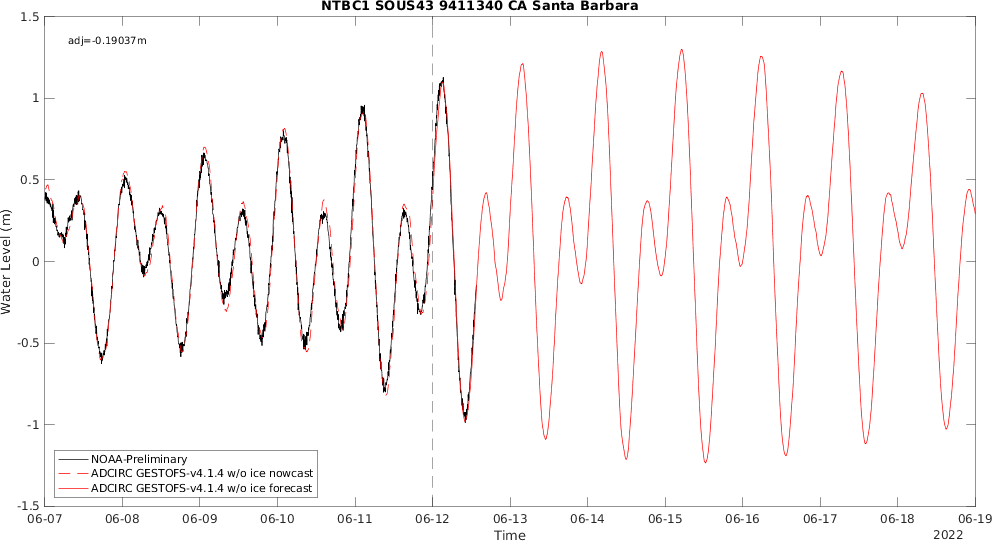 NTBC1 SOUS43 9411340 CA Santa Barbara
adj=-0.19037m
1.5
1
0.5
0
-0.5
-1
-1.5
Water Level (m)
NOAA-Preliminary
ADCIRC GESTOFS-v4.1.4 w/o ice nowcast
ADCIRC GESTOFS-v4.1.4 w/o ice forecast
06-07 06-08 06-09 06-10 06-11 06-12 06-13 06-14 06-15 06-16 06-17 06-18 06-19
Time
2022